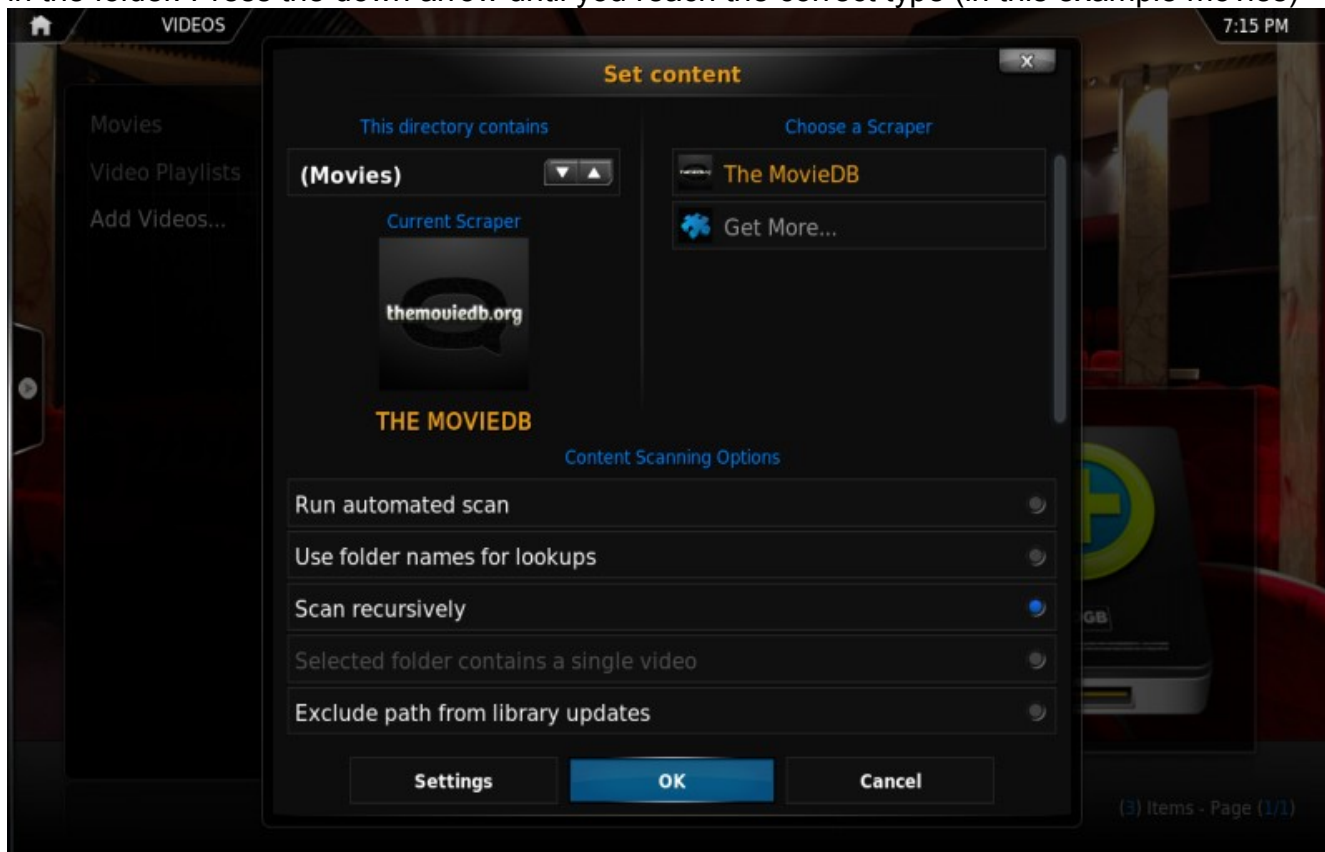 in the folder. Press the down arrow until you reach the correct type (in this example movies)
VIDEOS
7:15 PM
Set content
X
Movies
Video Playlists
Add Videos...
This directory contains
(Movies)
Current Scraper
themoviedb.org
THE MOVIEDB
Choose a Scraper
The MovieDB
Get More...
Content Scanning Options
Run automated scan
Use folder names for lookups
Scan recursively
Selected folder contains a single video
Exclude path from library updates
GB
Settings
OK
Cancel
(3) Items - Page (1/1)